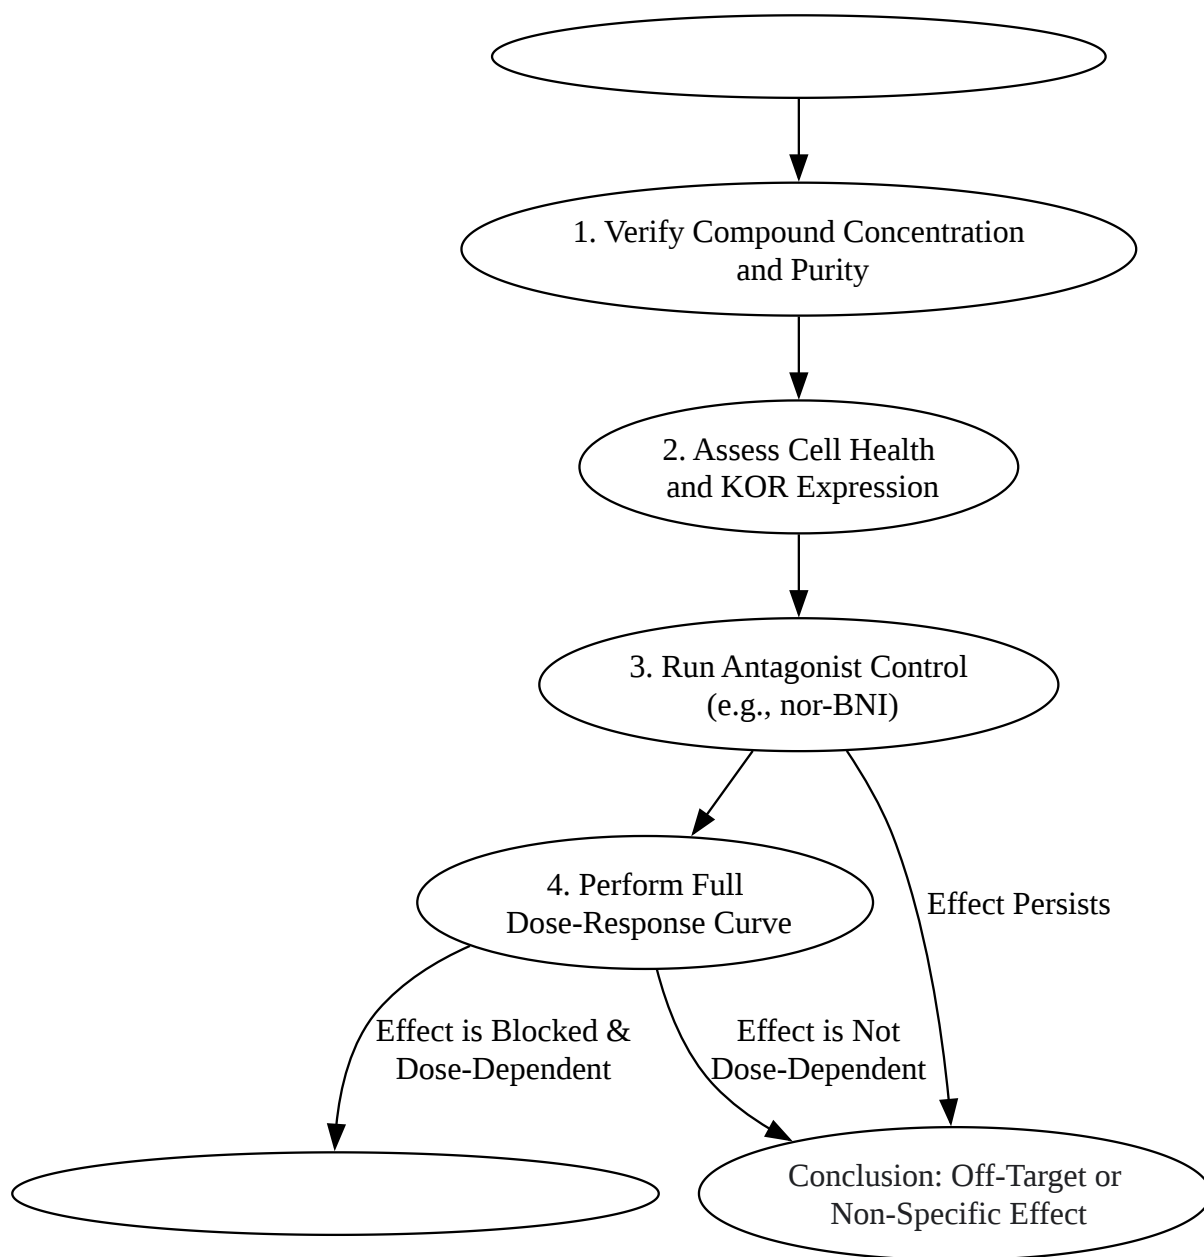 1. Verify Compound Concentration
and Purity
2. Assess Cell Health
and KOR Expression
3. Run Antagonist Control
(e.g., nor-BNI)
4. Perform Full
Dose-Response Curve
Effect Persists
Effect is Blocked &
Dose-Dependent
Effect is Not
Dose-Dependent
Conclusion: Off-Target or
Non-Specific Effect